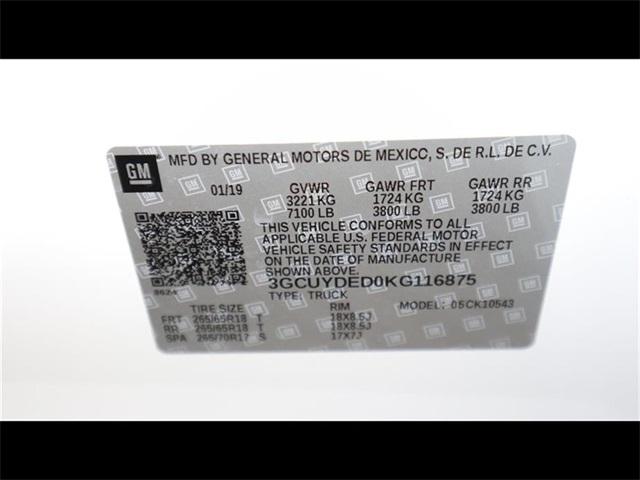 GM MFD BY GENERAL MOTORS DE MEXICO, S. DE R.L. DE C.V.
01/19 GVWR GAWR FRT GAWR RR
3221KG 1724 KG 1724 KG
7100 LB 3800 LB 3800 LB
THIS VEHICLE CONFORMS TO ALL
APPLICABLE U.S. FEDERAL MOTOR
VEHICLE SAFETY STANDARDS IN EFFECT
ON THE DATE OF MANUFACTURE
SHOWN ABOVE.
3GCUYDED0KG116875
8624 TYPE: TRUCK MODEL: 05CK10543
TIRE SIZE RIM
FRT 265/65R18 T 18X8.5J
RR 265/65R18 T 18X8.5J
SPA 265/70R17 S 17X7J